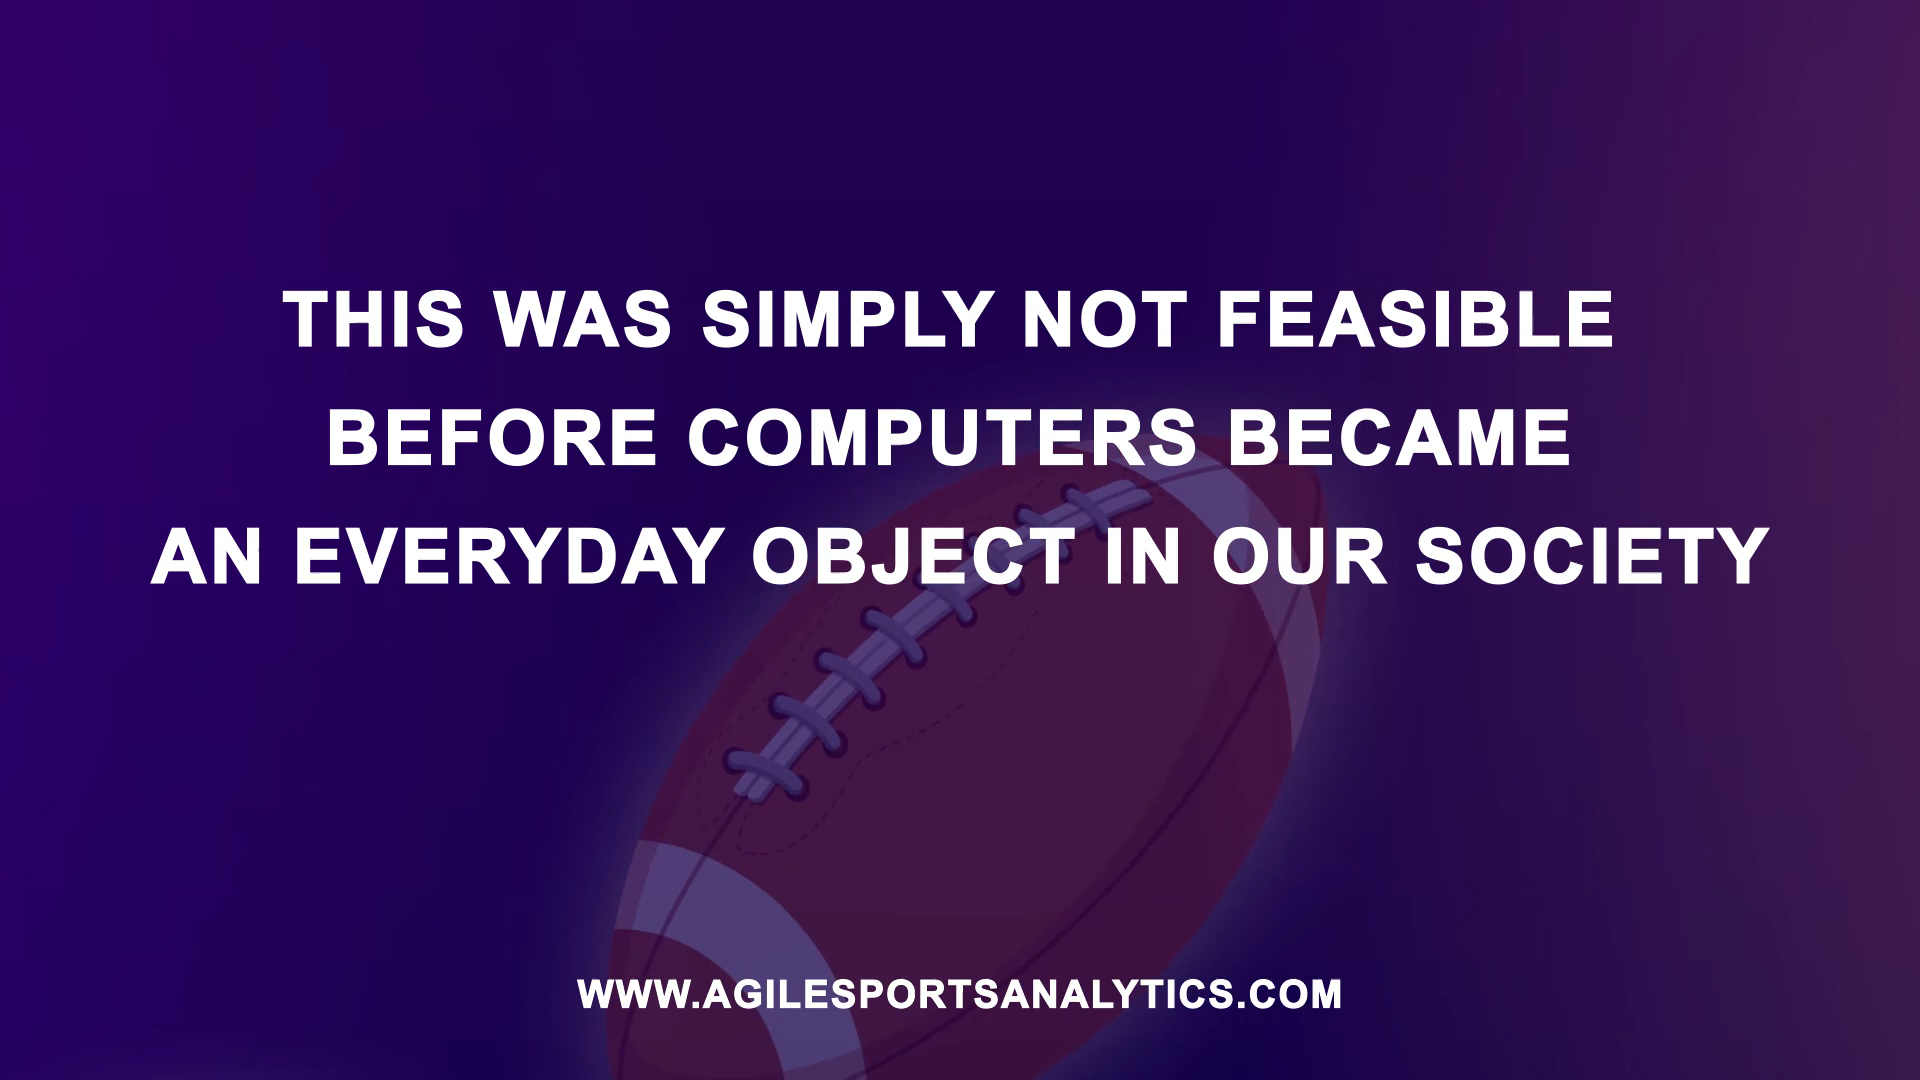 THIS WAS SIMPLY NOT FEASIBLE
BEFORE COMPUTERS BECAME
AN EVERYDAY OBJECT IN OUR SOCIETY
WWW.AGILESPORTSANALYTICS.COM